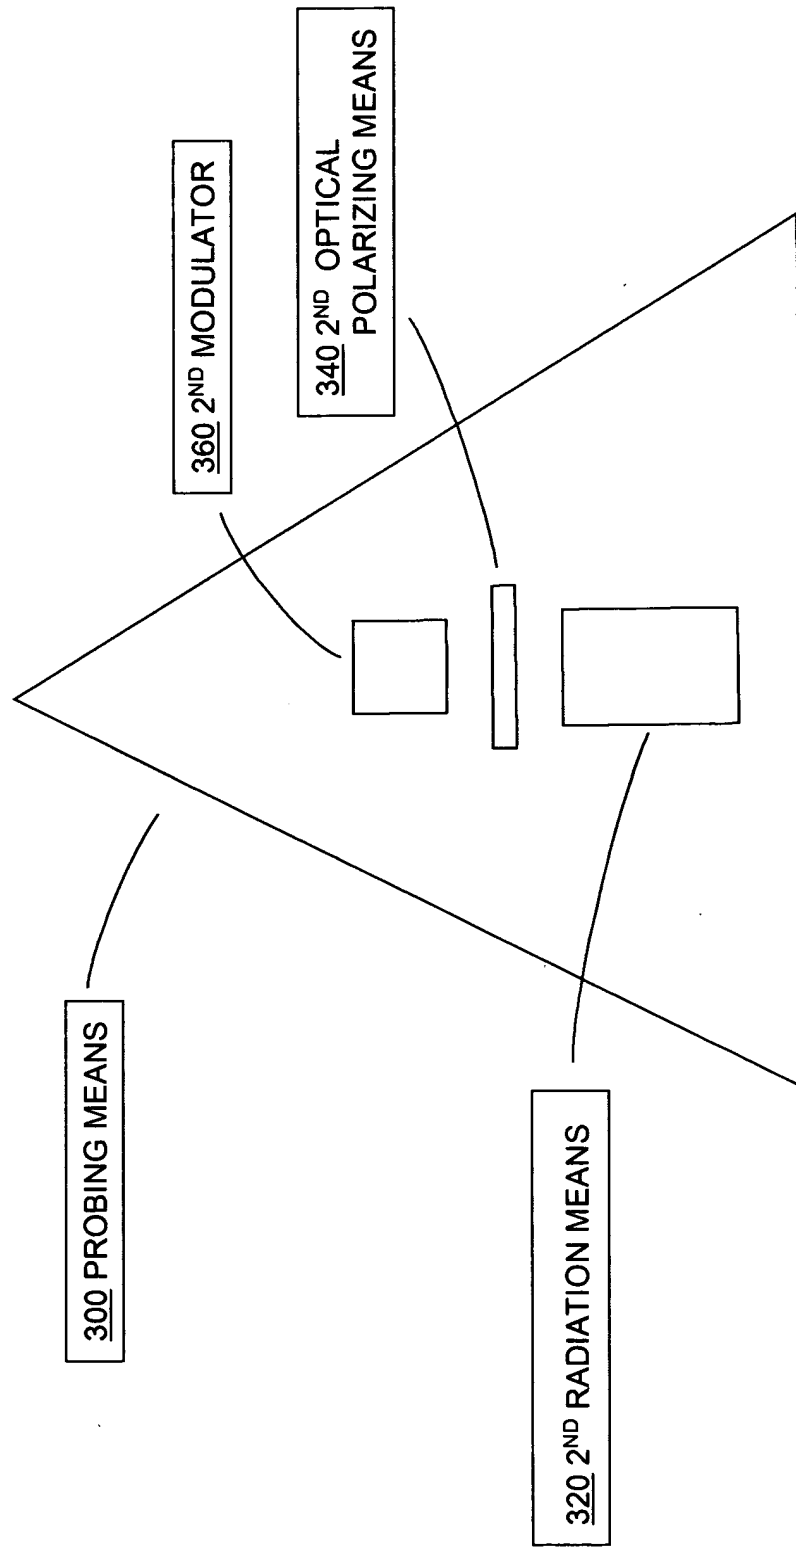 300 PROBING MEANS
360 2ND MODULATOR
340 2ND OPTICAL
POLARIZING MEANS
320 2ND RADIATION MEANS